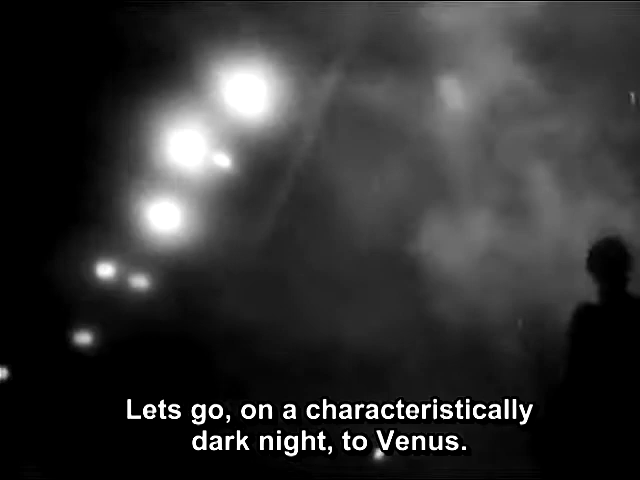 Lets go, on a characteristically
dark night, to Venus.